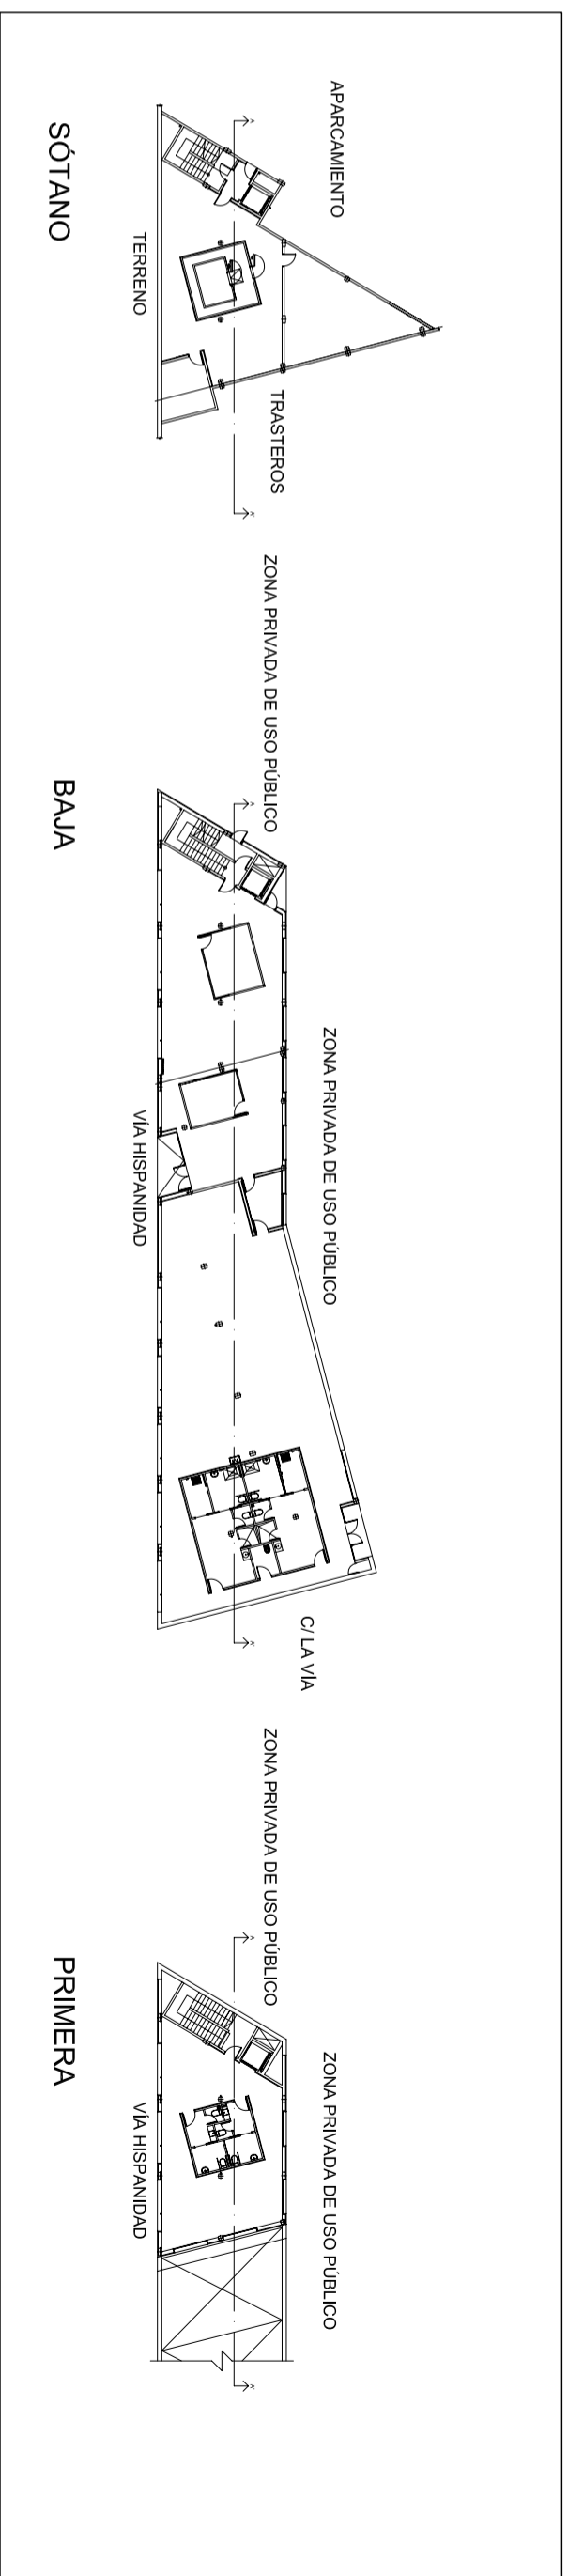 APARCAMIENTO
TRASTEROS
TERRENO
SÓTANO
ZONA PRIVADA DE USO PÚBLICO
ZONA PRIVADA DE USO PÚBLICO
C/ LA VÍA
VÍA HISPANIDAD
BAJA
ZONA PRIVADA DE USO PÚBLICO
ZONA PRIVADA DE USO PÚBLICO
VÍA HISPANIDAD
PRIMERA